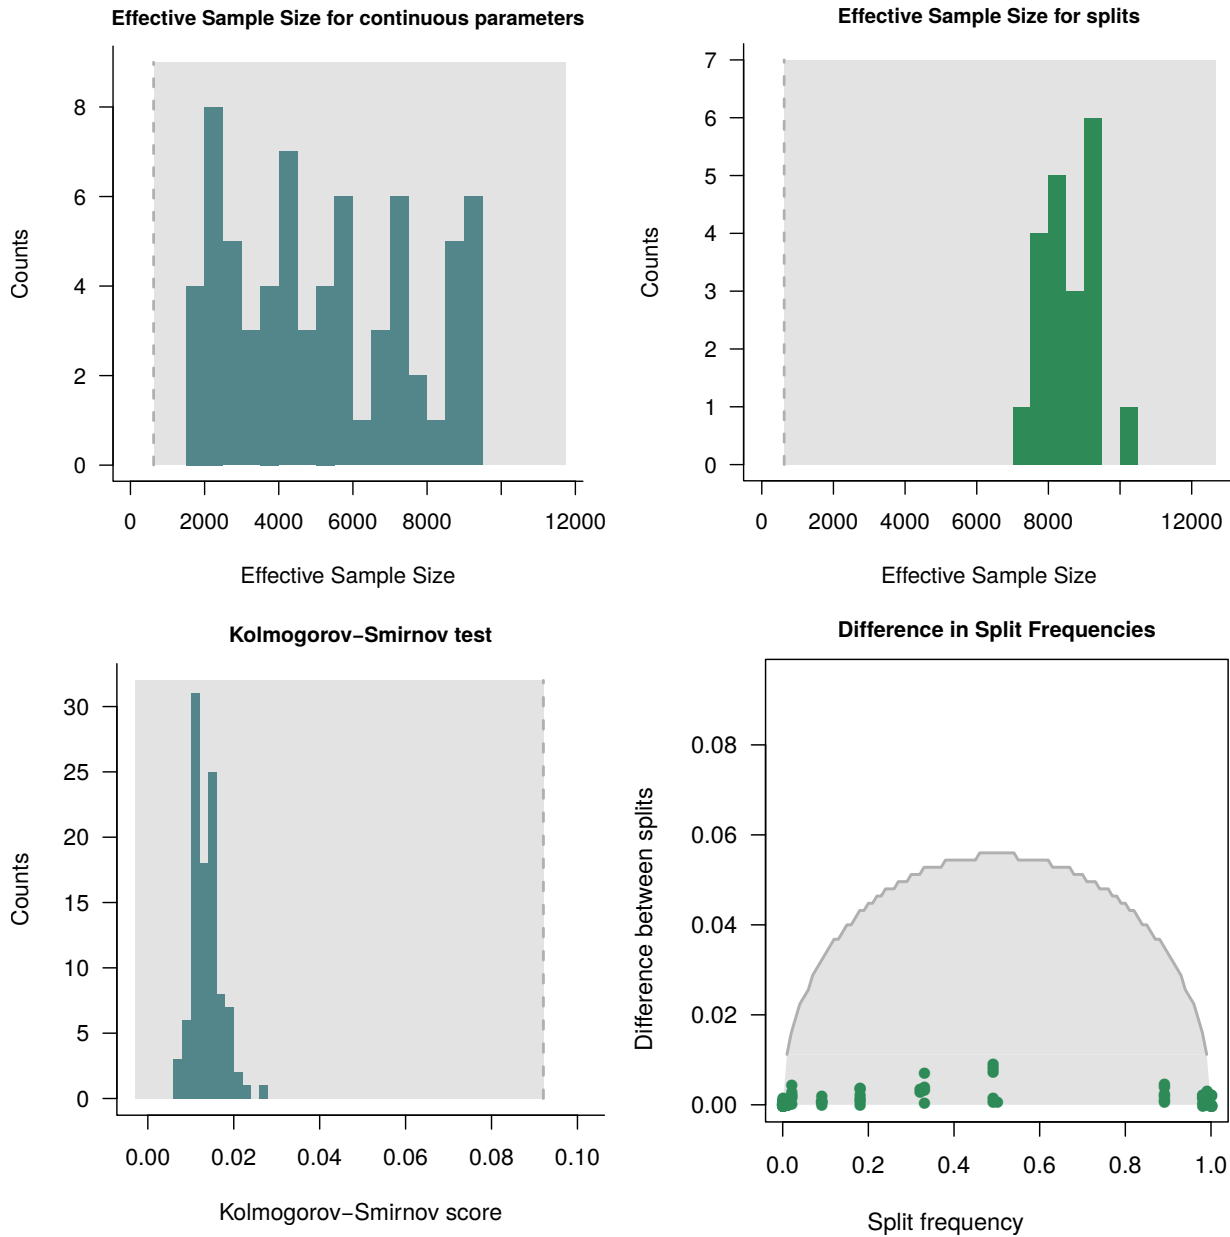 Effective Sample Size for continuous parameters
Counts
8
6
4
2
0
0 2000 4000 6000 8000 12000
Effective Sample Size
Effective Sample Size for splits
Counts
7
6
5
4
3
2
1
0
0 2000 4000 6000 8000 12000
Effective Sample Size
Kolmogorov−Smirnov test
Counts
30
25
20
15
10
5
0
0.00 0.02 0.04 0.06 0.08 0.10
Kolmogorov−Smirnov score
Difference in Split Frequencies
Difference between splits
0.08
0.06
0.04
0.02
0.00
0.0 0.2 0.4 0.6 0.8 1.0
Split frequency